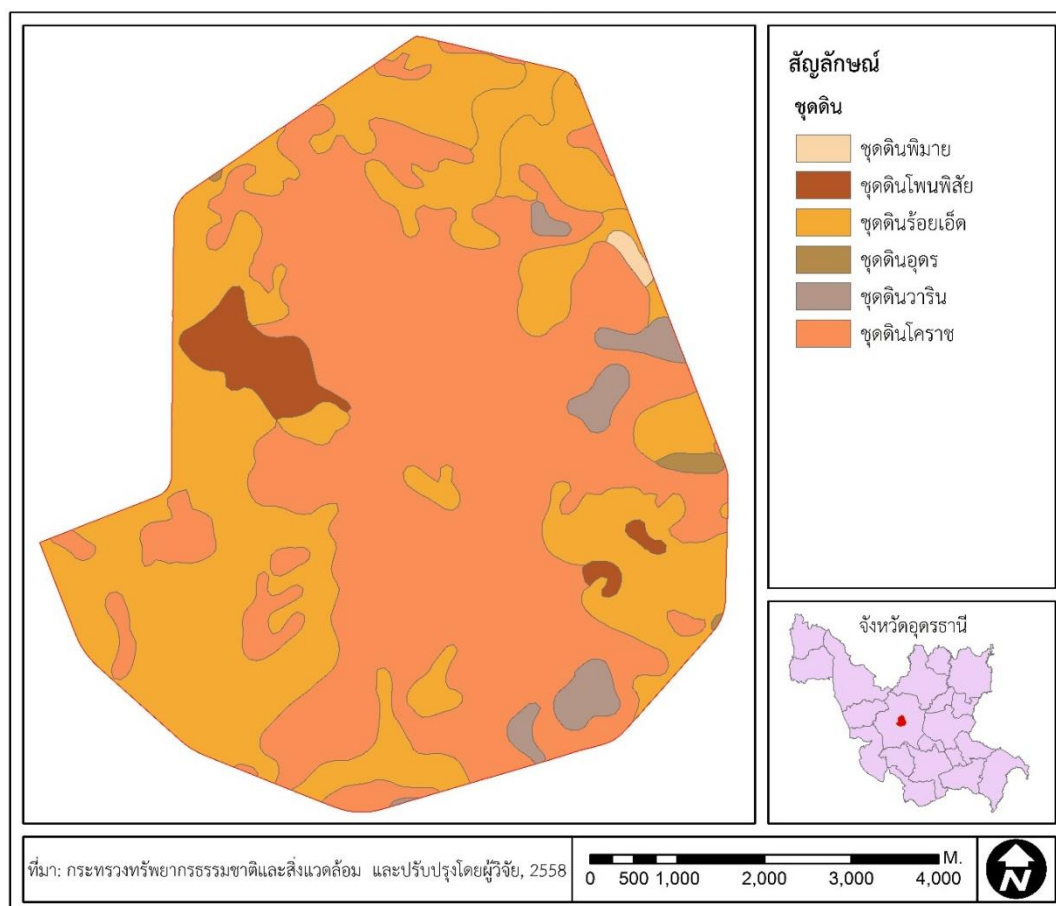 สัญลักษณ์
ชุดดิน
ชุดดินพิมาย
ชุดดินโพนพิสัย
ชุดดินร้อยเอ็ด
ชุดดินอุดร
ชุดดินวาริน
ชุดดินโคราช
จังหวัดอุดรธานี
ที่มา: กระทรวงทรัพยากรธรรมชาติและสิ่งแวดล้อม และปรับปรุงโดยผู้วิจัย, 2558
M.
0 500 1,000 2,000 3,000 4,000
N